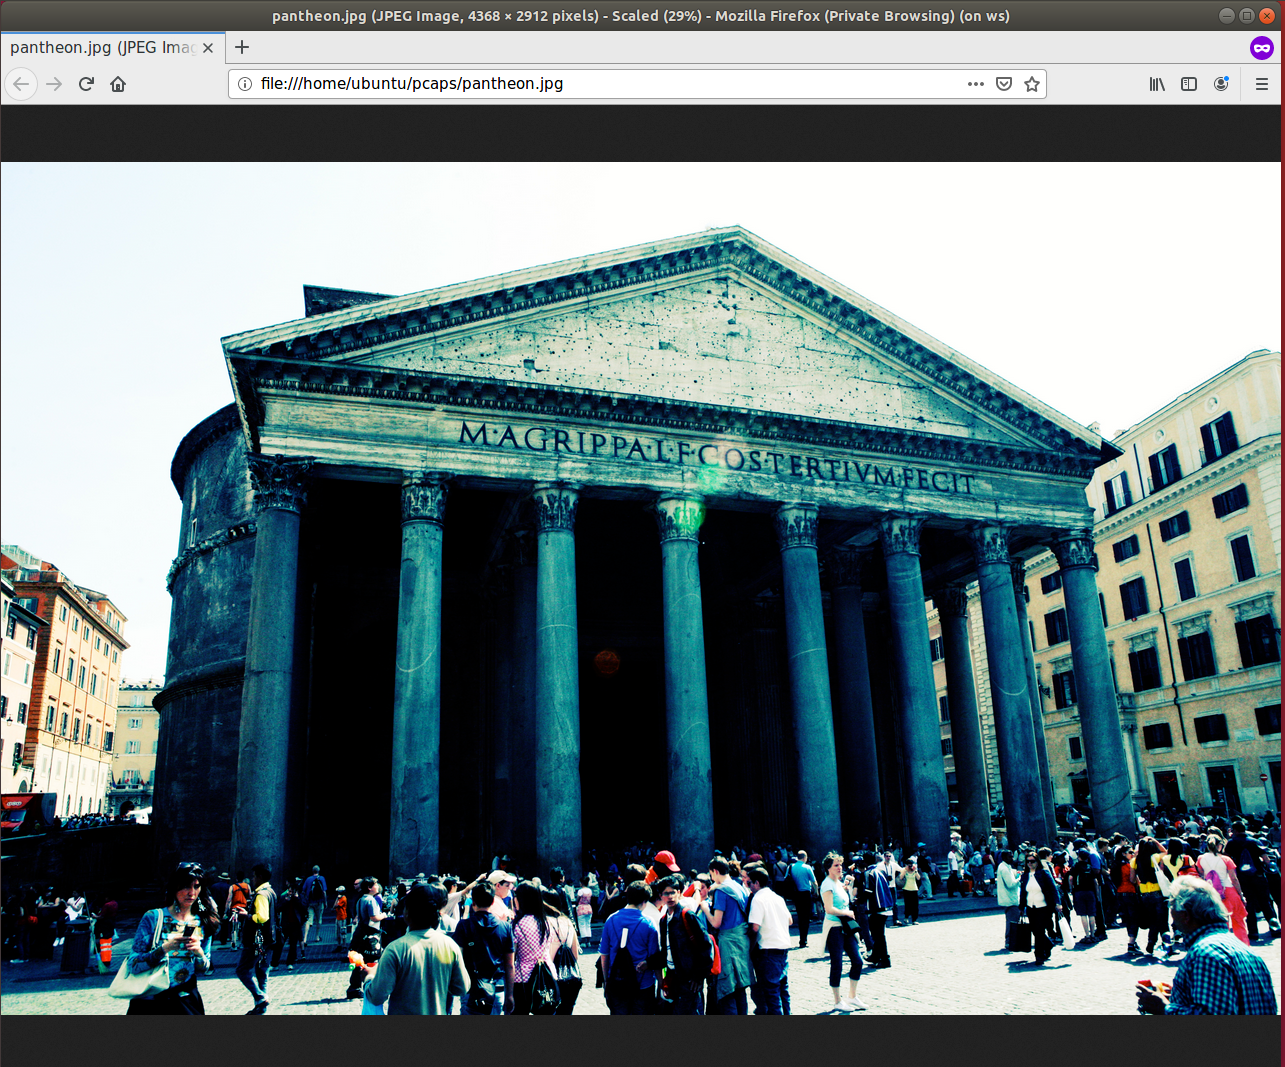 pantheon.jpg (JPEG Image, 4368 × 2912 pixels) - Scaled (29%) - Mozilla Firefox (Private Browsing) (on ws)
pantheon.jpg (JPEG Imag
file:///home/ubuntu/pcaps/pantheon.jpg
M·AGRIPPA·L·F·COS·TERTIVM·FECIT